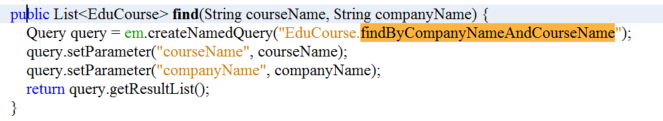 public List<EduCourse> find(String courseName, String companyName) {
Query query = em.createNamedQuery("EduCourse.findByCompanyNameAndCourseName");
query.setParameter("courseName", courseName);
query.setParameter("companyName", companyName);
return query.getResultList();
}